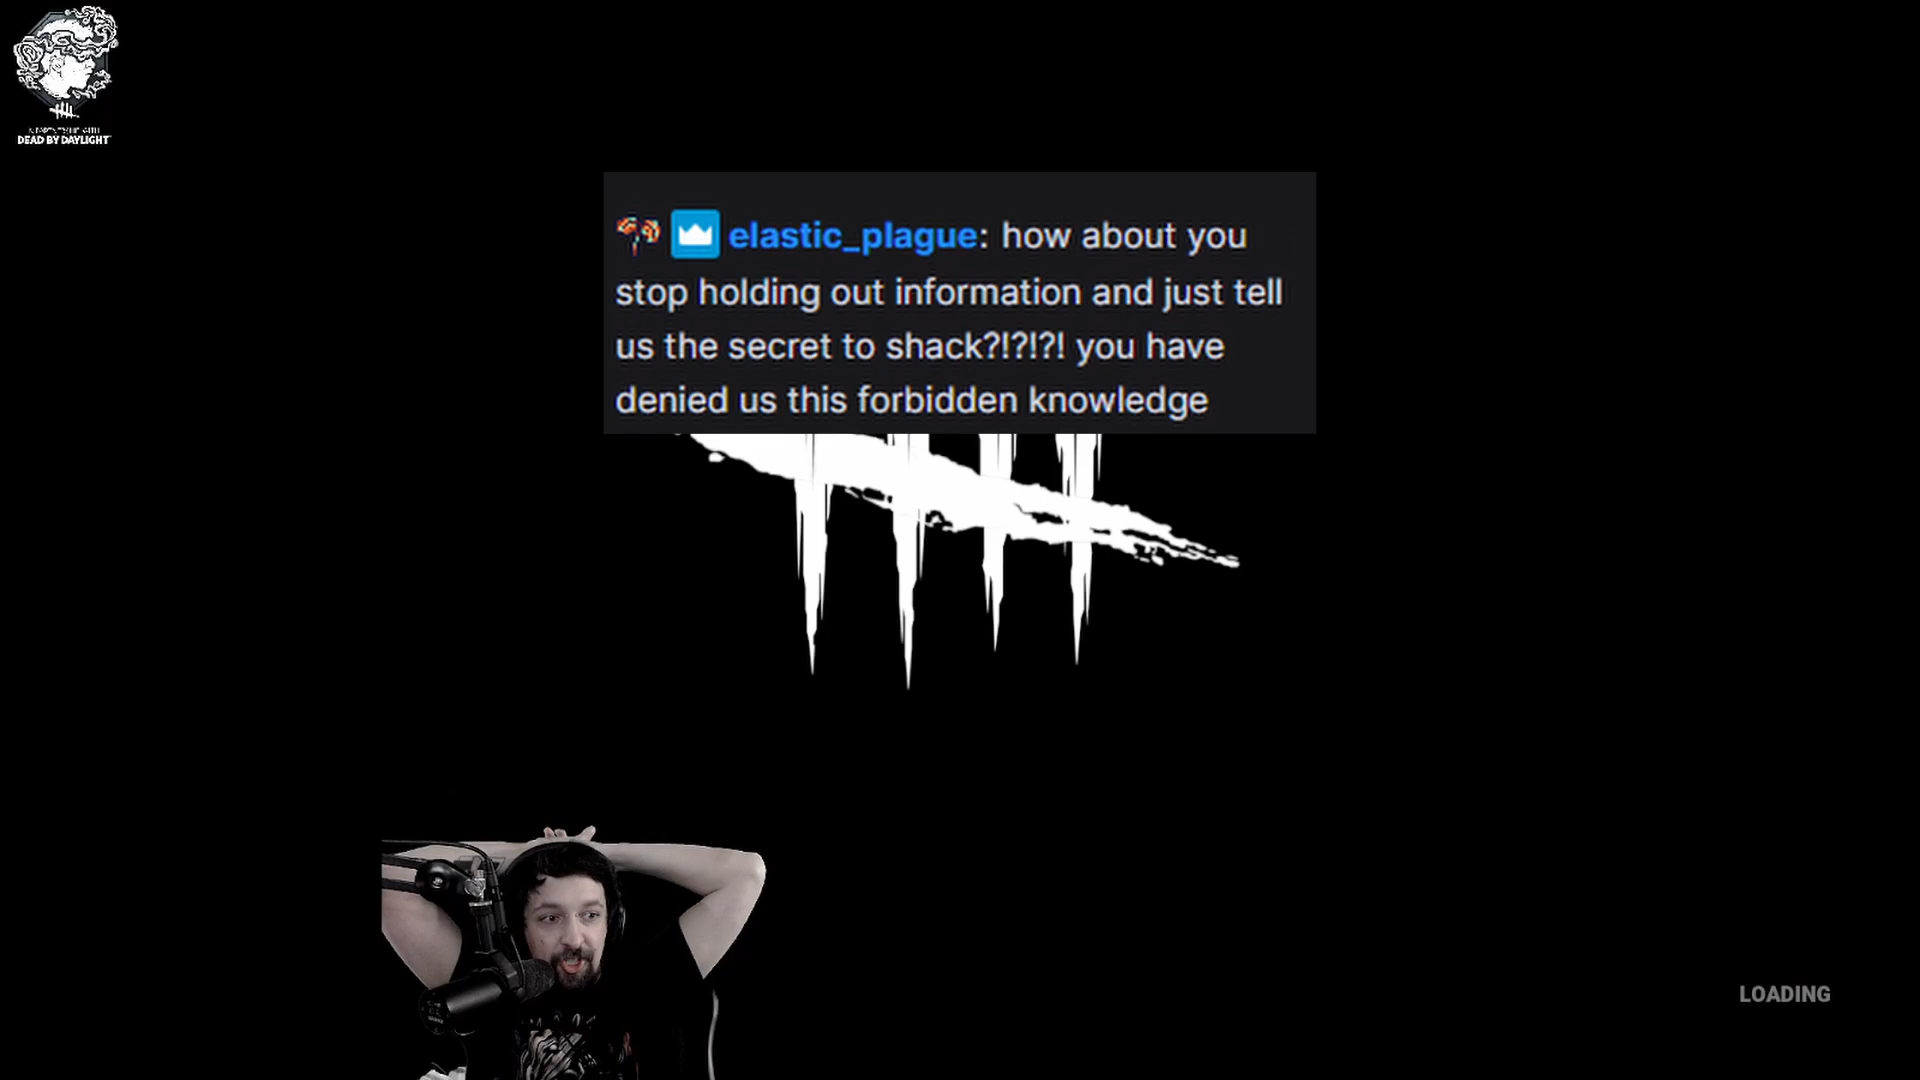 DEAD BY DAYLIGHT
elastic_plague: how about you
stop holding out information and just tell
us the secret to shack?!?!?! you have
denied us this forbidden knowledge
LOADING